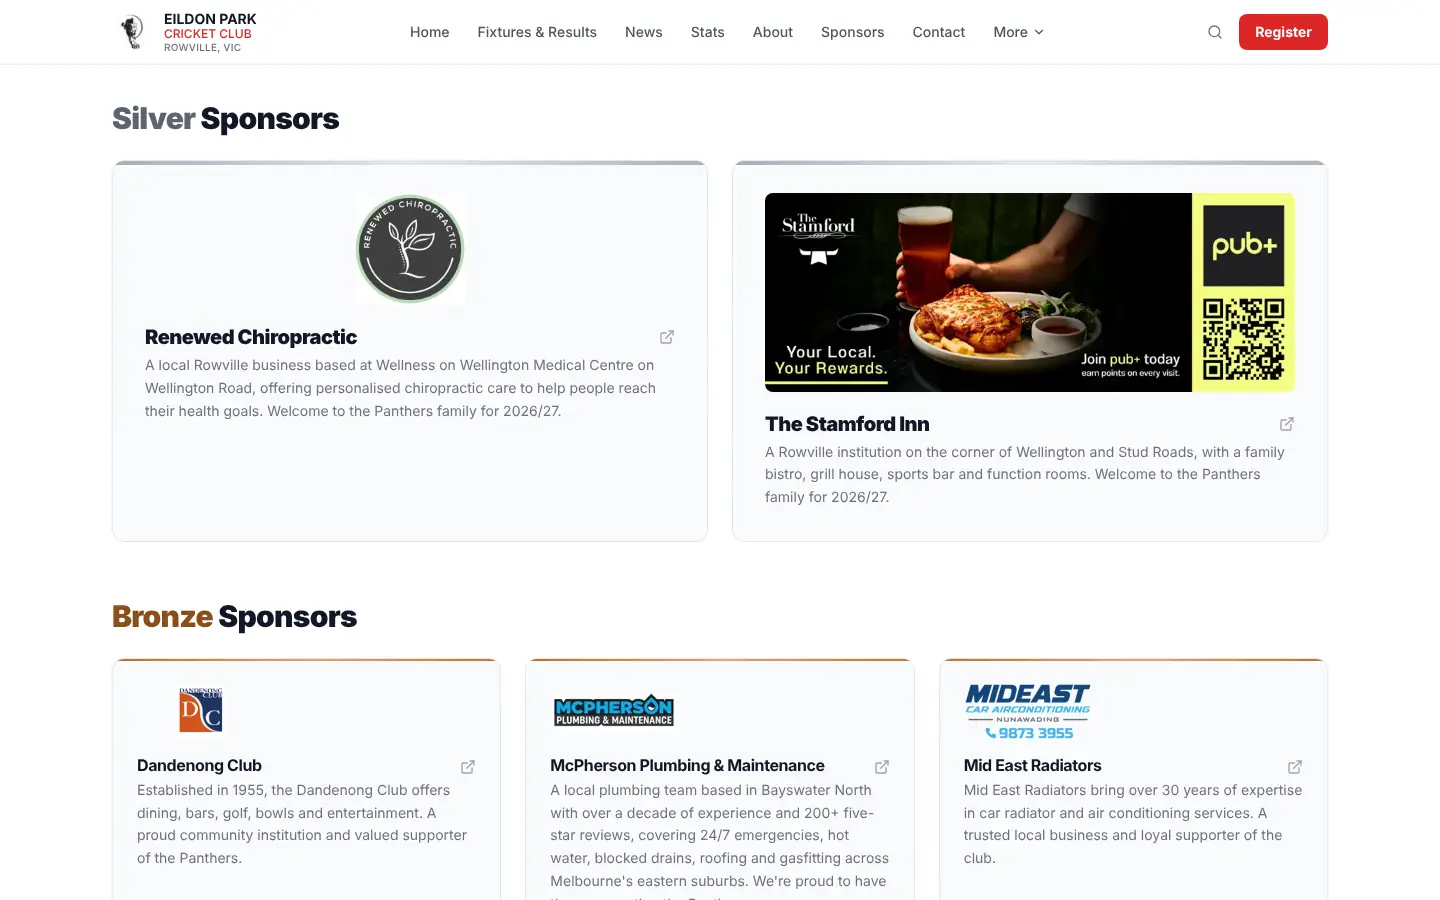 EILDON PARK
CRICKET CLUB
ROWVILLE, VIC
Home
Fixtures & Results
News
Stats
About
Sponsors
Contact
More
Register
Silver Sponsors
RENEWED CHIROPRACTIC
Renewed Chiropractic
A local Rowville business based at Wellness on Wellington Medical Centre on
Wellington Road, offering personalised chiropractic care to help people reach
their health goals. Welcome to the Panthers family for 2026/27.
The
Stamford
Your Local.
Your Rewards.
Join pub+ today
earn points on every visit.
pub+
The Stamford Inn
A Rowville institution on the corner of Wellington and Stud Roads, with a family
bistro, grill house, sports bar and function rooms. Welcome to the Panthers
family for 2026/27.
Bronze Sponsors
DANDENONG
CLUB
D C
Dandenong Club
Established in 1955, the Dandenong Club offers
dining, bars, golf, bowls and entertainment. A
proud community institution and valued supporter
of the Panthers.
MCPHERSON
PLUMBING & MAINTENANCE
McPherson Plumbing & Maintenance
A local plumbing team based in Bayswater North
with over a decade of experience and 200+ five-
star reviews, covering 24/7 emergencies, hot
water, blocked drains, roofing and gasfitting across
Melbourne's eastern suburbs. We're proud to have
MIDEAST
CAR AIRCONDITIONING
NUNAWADING
9873 3955
Mid East Radiators
Mid East Radiators bring over 30 years of expertise
in car radiator and air conditioning services. A
trusted local business and loyal supporter of the
club.